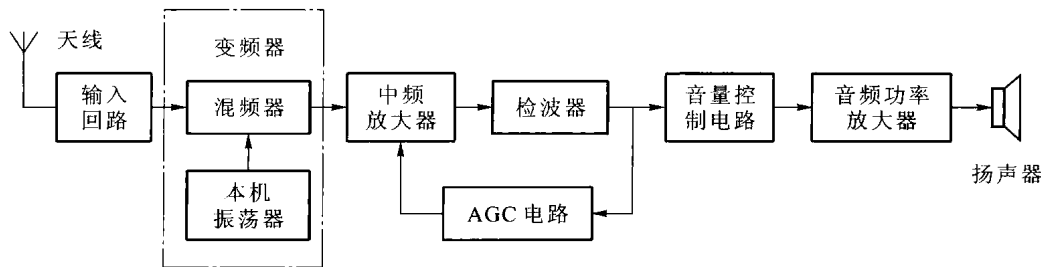 天线
变频器
输入
回路
混频器
本机
振荡器
中频
放大器
检波器
AGC 电路
音量控
制电路
音频功率
放大器
扬声器